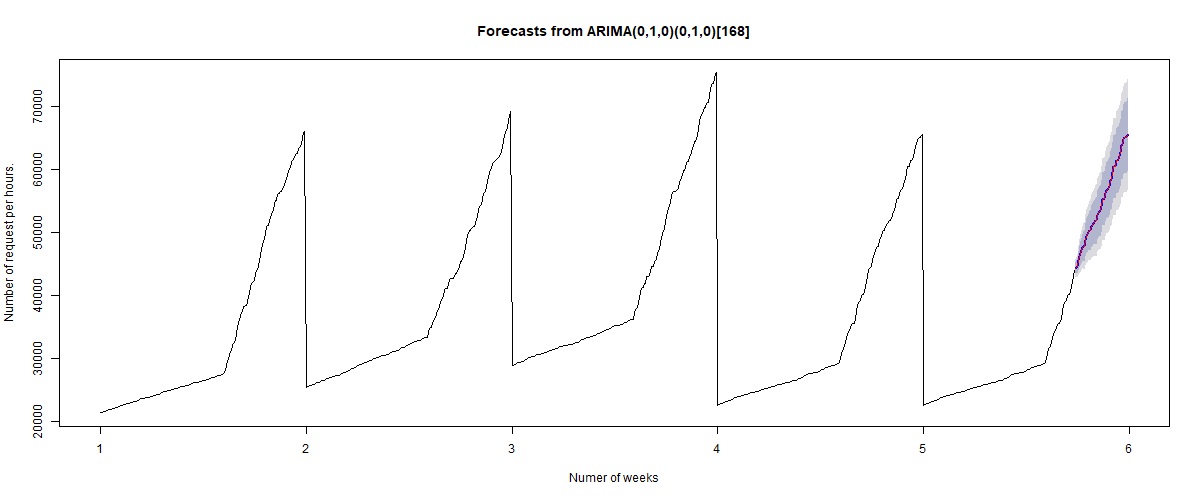 Forecasts from ARIMA(0,1,0)(0,1,0)[168]
Number of request per hours.
70000
60000
50000
40000
30000
20000
1 2 3 4 5 6
Numer of weeks